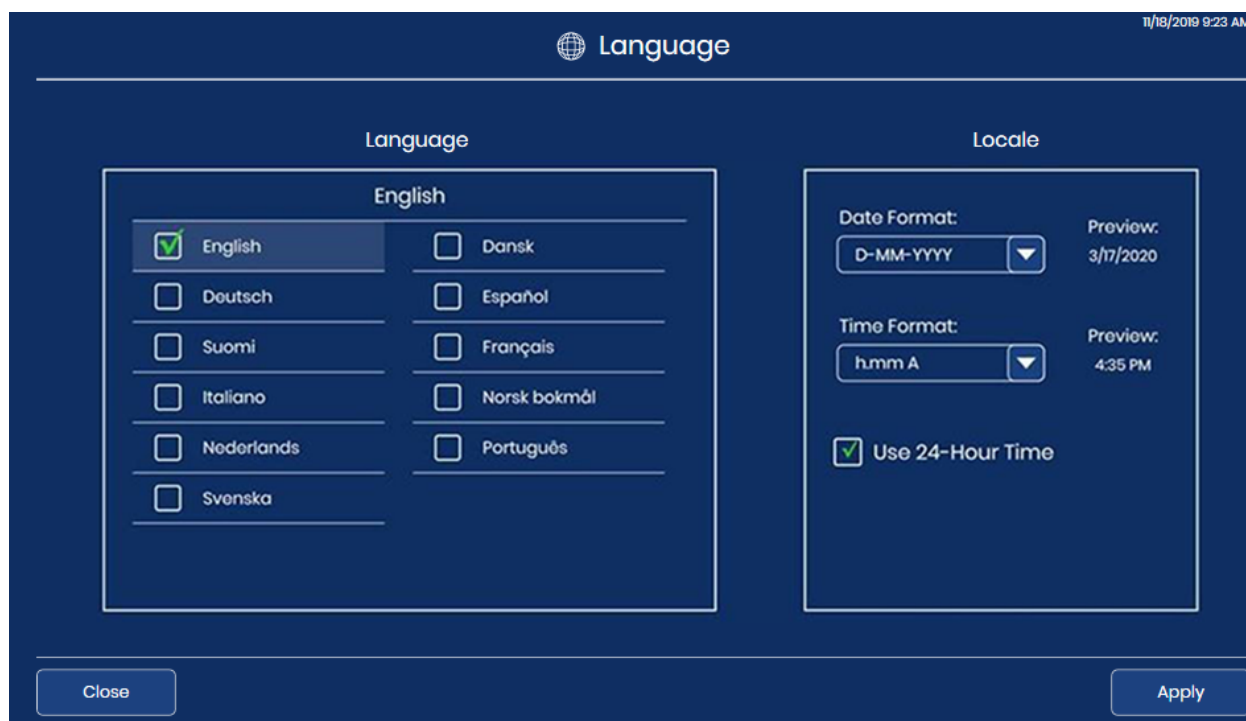 11/18/2019 9:23 AM
Language
Language
English
English
Dansk
Deutsch
Español
Suomi
Français
Italiano
Norsk bokmål
Nederlands
Português
Svenska
Locale
Date Format:
Preview:
D-MM-YYYY
3/17/2020
Time Format:
Preview:
h.mm A
4:35 PM
Use 24-Hour Time
Close
Apply